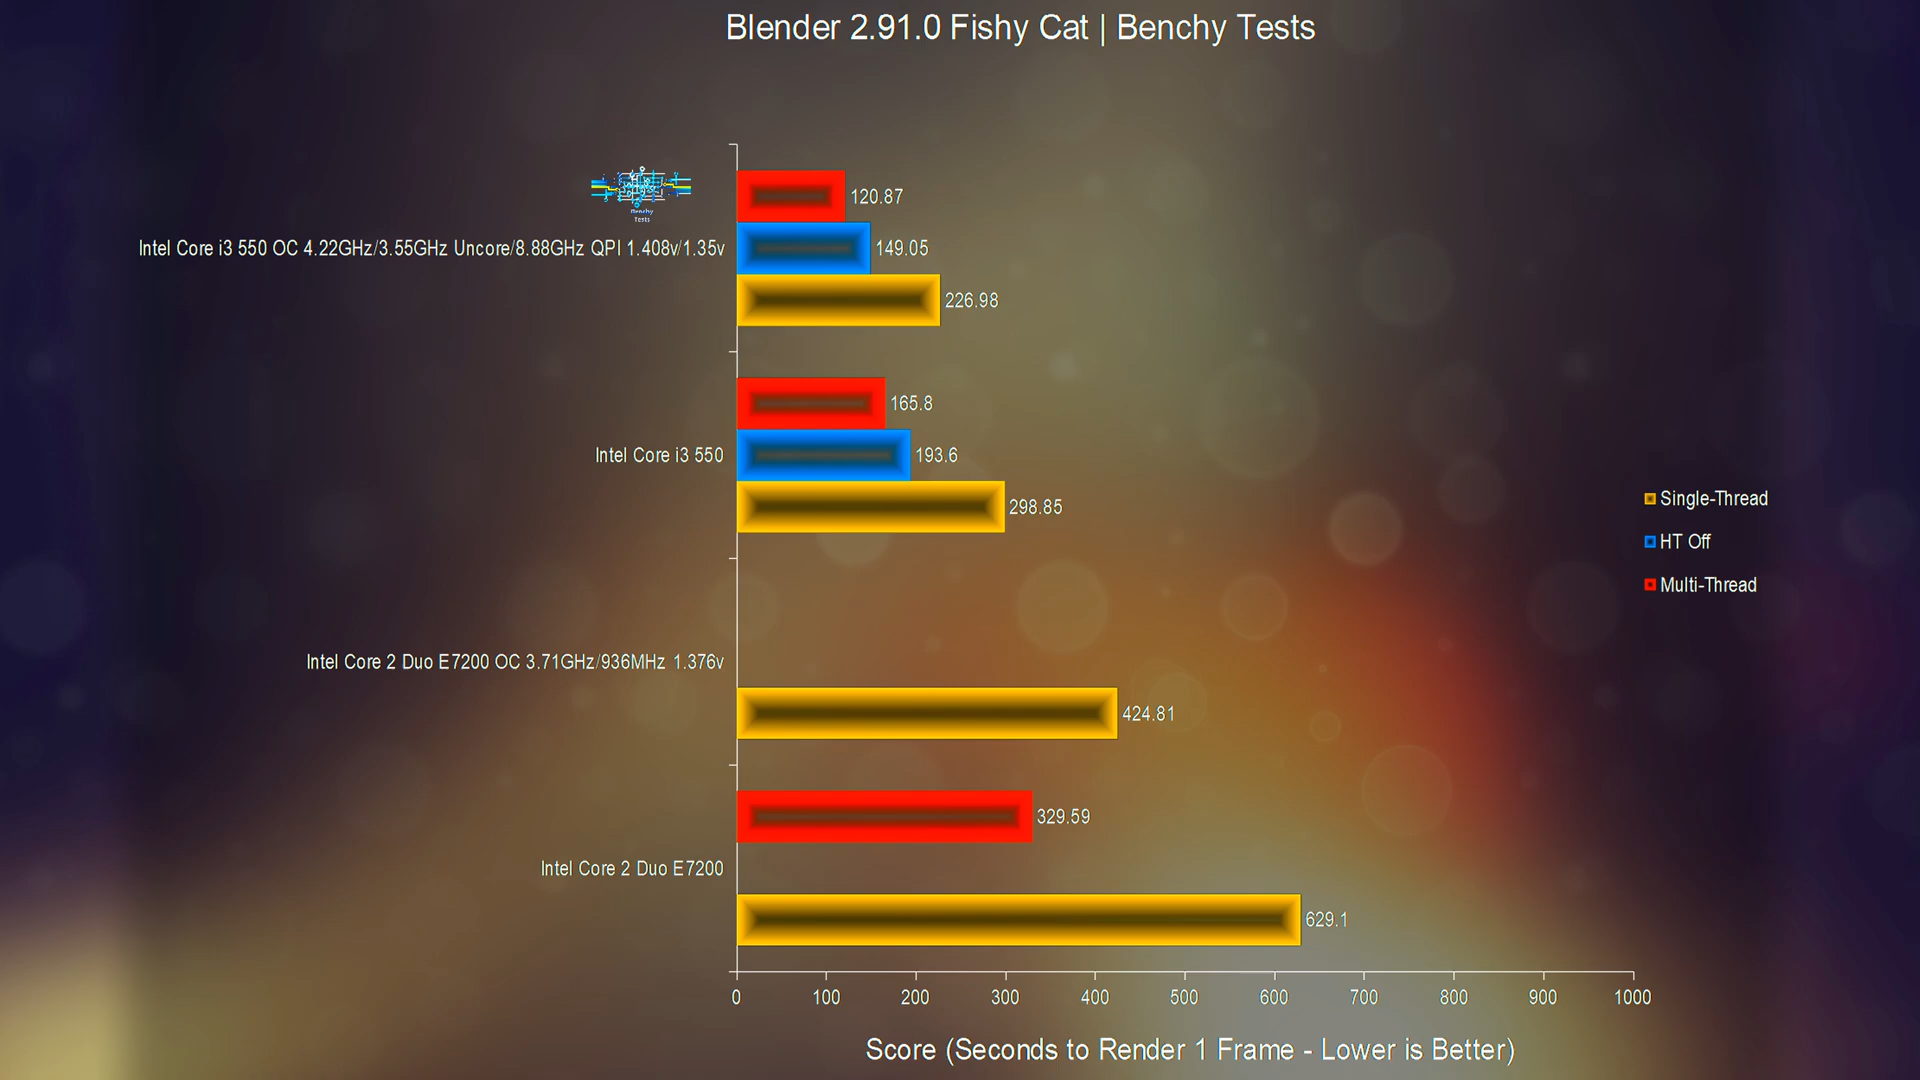 Blender 2.91.0 Fishy Cat | Benchy Tests
Benchy
Tests
120.87
Intel Core i3 550 OC 4.22GHz/3.55GHz Uncore/8.88GHz QPI 1.408v/1.35v
149.05
226.98
165.8
Intel Core i3 550
193.6
298.85
Single-Thread
HT Off
Multi-Thread
Intel Core 2 Duo E7200 OC 3.71GHz/936MHz 1.376v
424.81
329.59
Intel Core 2 Duo E7200
629.1
0 100 200 300 400 500 600 700 800 900 1000
Score (Seconds to Render 1 Frame - Lower is Better)